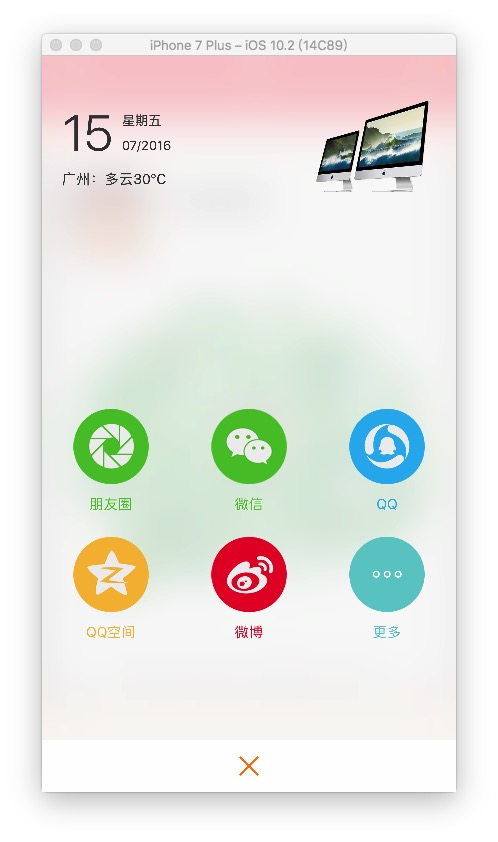 iPhone 7 Plus – iOS 10.2 (14C89)
15
星期五
07/2016
广州：多云30℃
朋友圈
微信
QQ
QQ空间
微博
更多